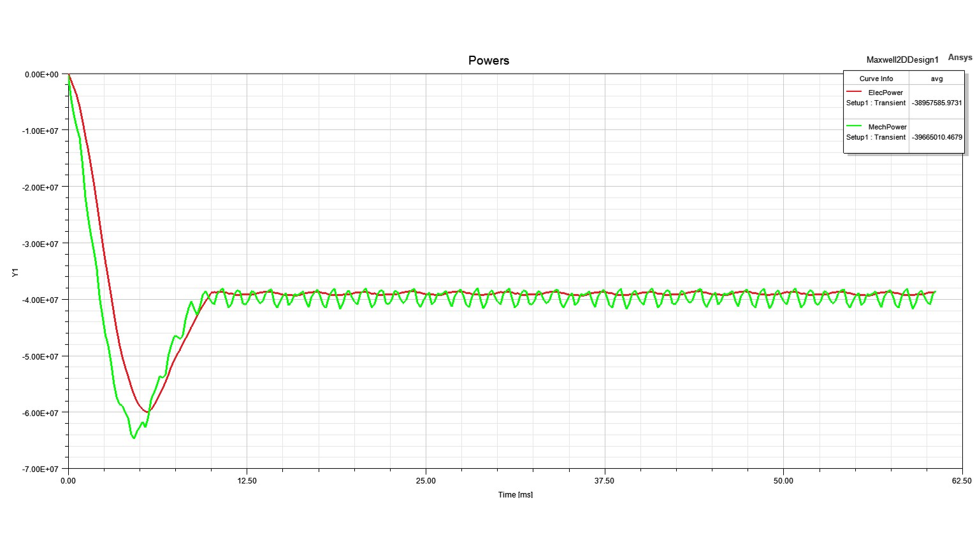 Powers
Maxwell2DDesign1 Ansys
Curve Info avg
ElecPower
Setup1 : Transient -38957585.9731
MechPower
Setup1 : Transient -39665010.4679
0.00E+00
-1.00E+07
-2.00E+07
-3.00E+07
-4.00E+07
-5.00E+07
-6.00E+07
-7.00E+07
Y1
0.00 12.50 25.00 37.50 50.00 62.50
Time [ms]